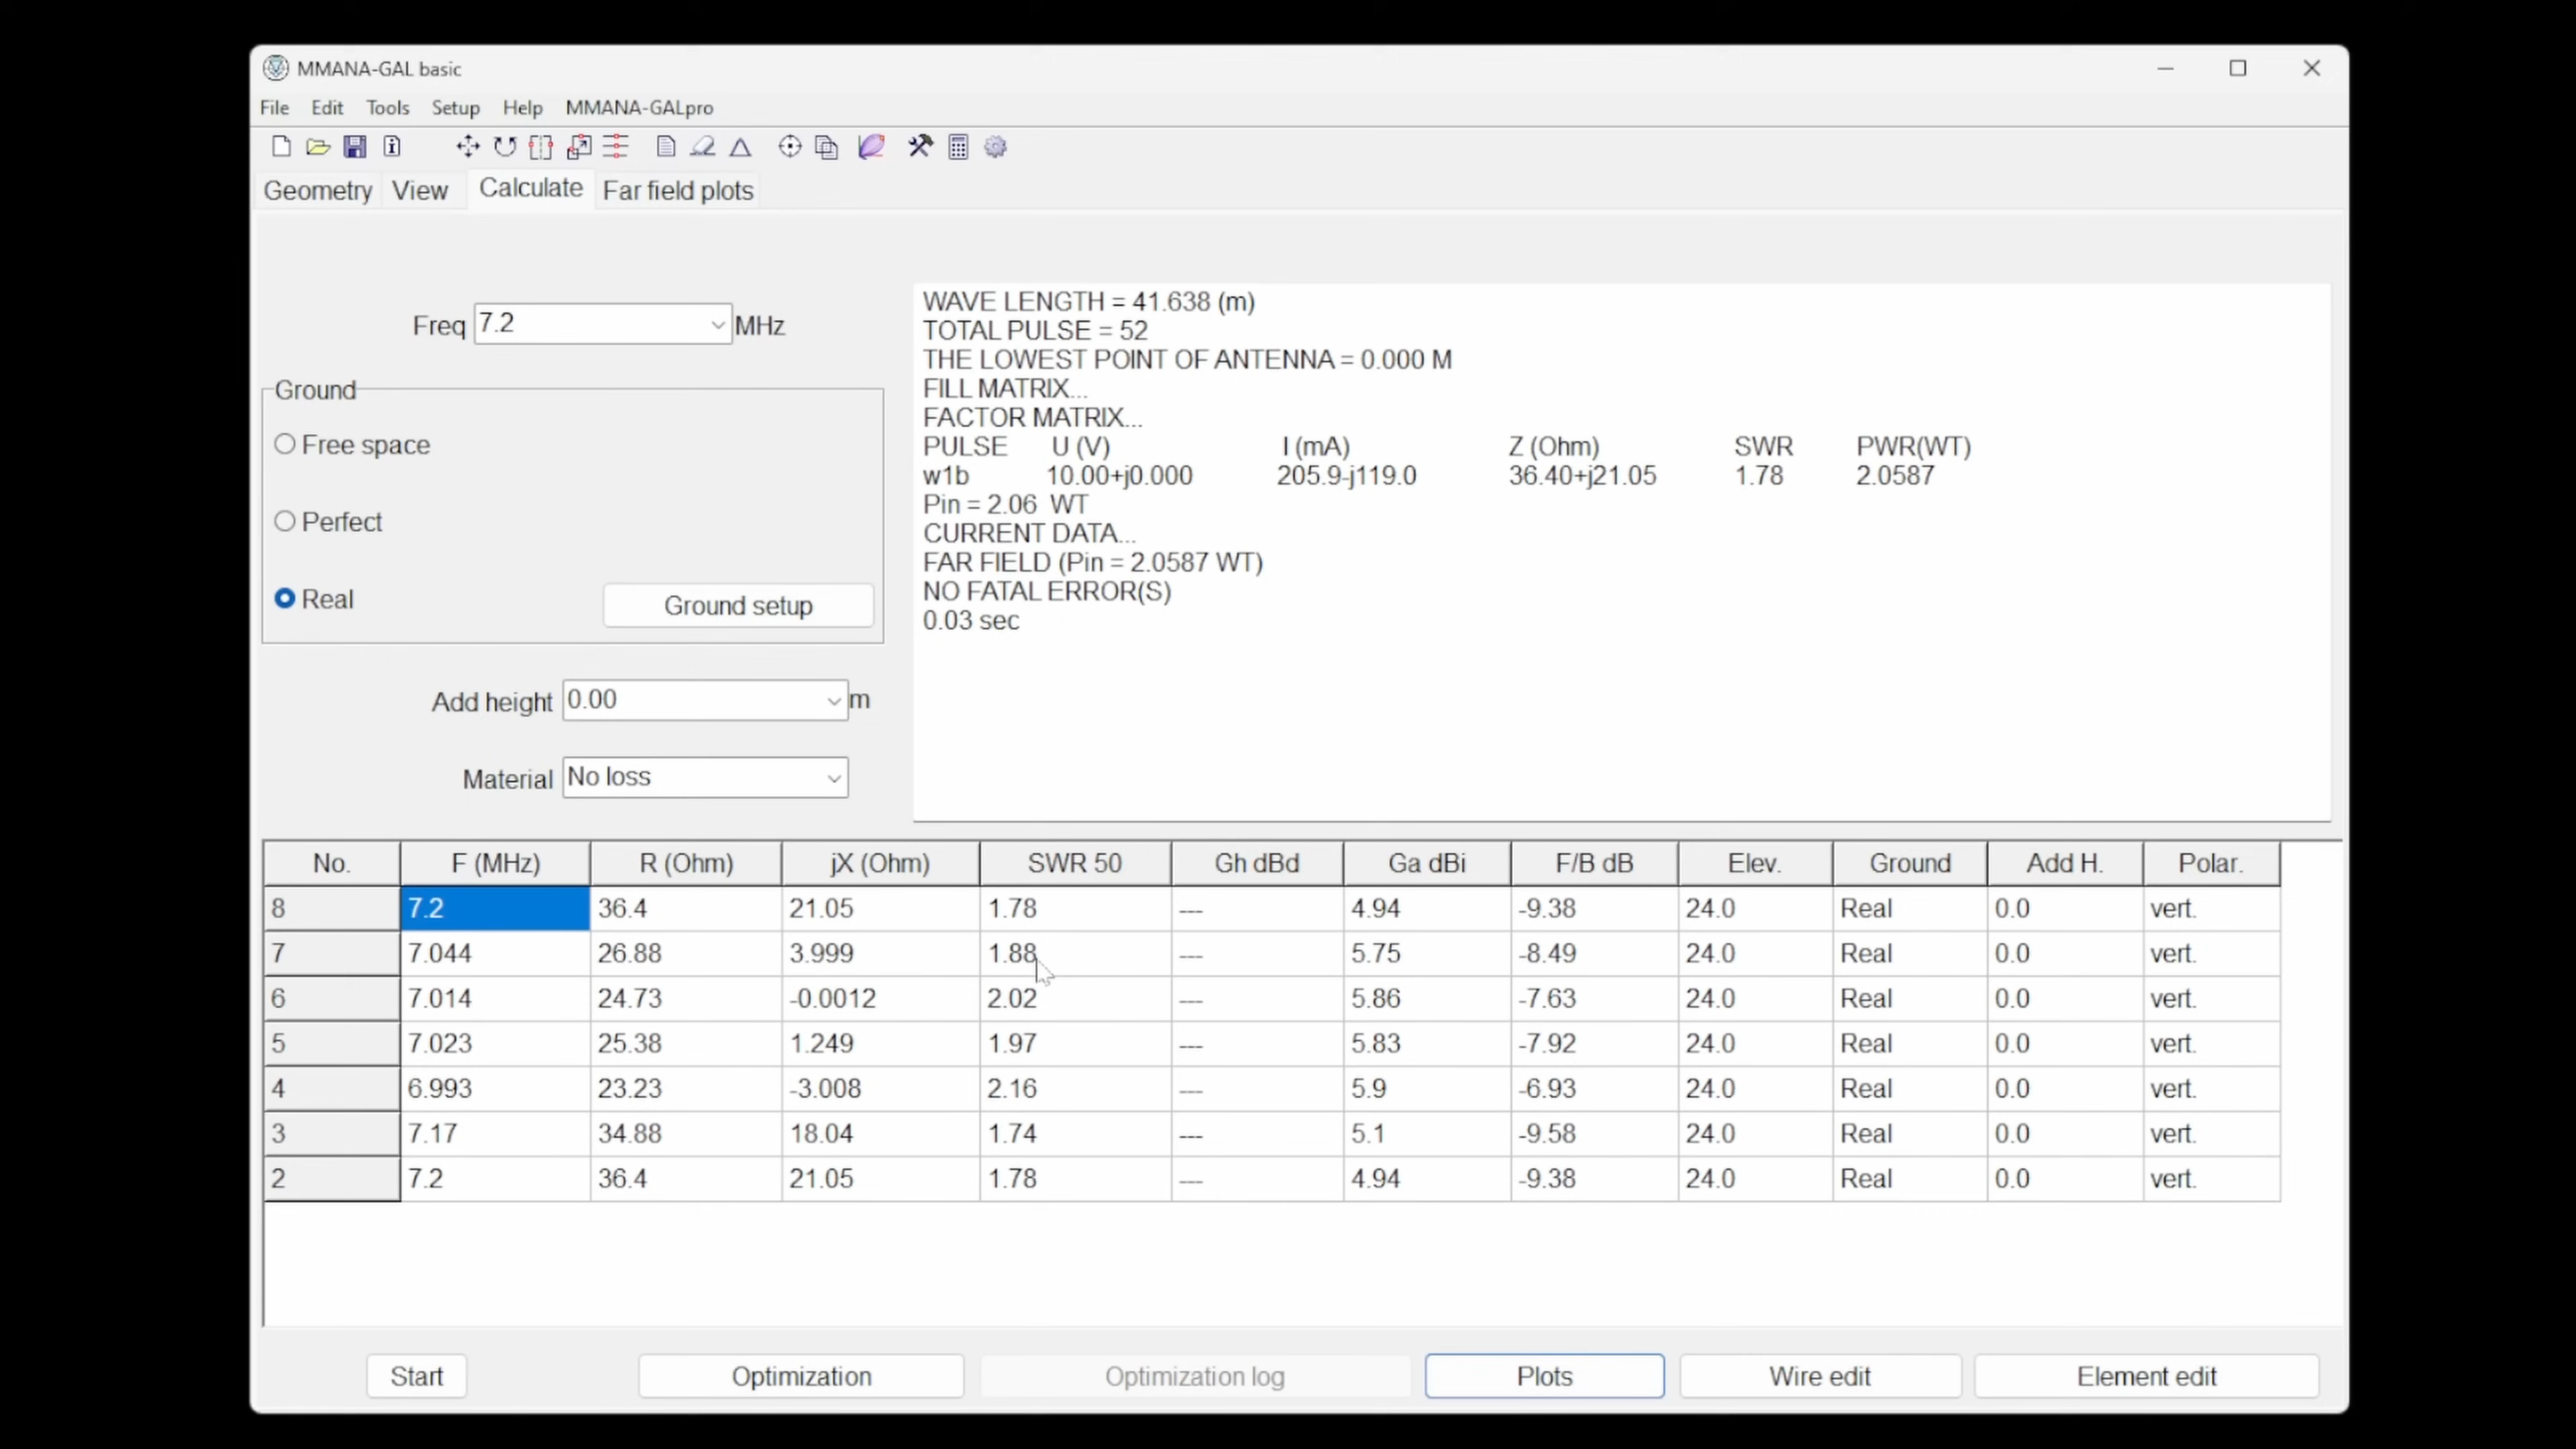 MMANA-GAL basic
File Edit Tools Setup Help MMANA-GALpro
Geometry View Calculate Far field plots
Freq 7.2 MHz
Ground
Free space
Perfect
Real Ground setup
Add height 0.00 m
Material No loss
WAVE LENGTH = 41.638 (m)
TOTAL PULSE = 52
THE LOWEST POINT OF ANTENNA = 0.000 M
FILL MATRIX...
FACTOR MATRIX...
PULSE U (V) I (mA) Z (Ohm) SWR PWR(WT)
w1b 10.00+j0.000 205.9-j119.0 36.40+j21.05 1.78 2.0587
Pin = 2.06 WT
CURRENT DATA...
FAR FIELD (Pin = 2.0587 WT)
NO FATAL ERROR(S)
0.03 sec
No. F (MHz) R (Ohm) jX (Ohm) SWR 50 Gh dBd Ga dBi F/B dB Elev. Ground Add H. Polar.
8 7.2 36.4 21.05 1.78 --- 4.94 -9.38 24.0 Real 0.0 vert.
7 7.044 26.88 3.999 1.88 --- 5.75 -8.49 24.0 Real 0.0 vert.
6 7.014 24.73 -0.0012 2.02 --- 5.86 -7.63 24.0 Real 0.0 vert.
5 7.023 25.38 1.249 1.97 --- 5.83 -7.92 24.0 Real 0.0 vert.
4 6.993 23.23 -3.008 2.16 --- 5.9 -6.93 24.0 Real 0.0 vert.
3 7.17 34.88 18.04 1.74 --- 5.1 -9.58 24.0 Real 0.0 vert.
2 7.2 36.4 21.05 1.78 --- 4.94 -9.38 24.0 Real 0.0 vert.
Start Optimization Optimization log Plots Wire edit Element edit